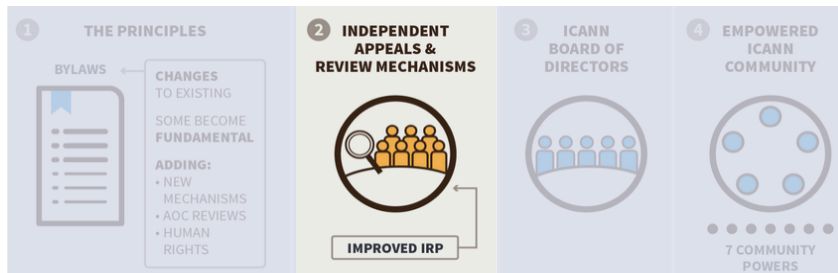 1
THE PRINCIPLES
BYLAWS
CHANGES
TO EXISTING
SOME BECOME
FUNDAMENTAL
ADDING:
• NEW
MECHANISMS
• AOC REVIEWS
• HUMAN
RIGHTS
2
INDEPENDENT
APPEALS &
REVIEW MECHANISMS
IMPROVED IRP
3
ICANN
BOARD OF
DIRECTORS
4
EMPOWERED
ICANN
COMMUNITY
7 COMMUNITY
POWERS